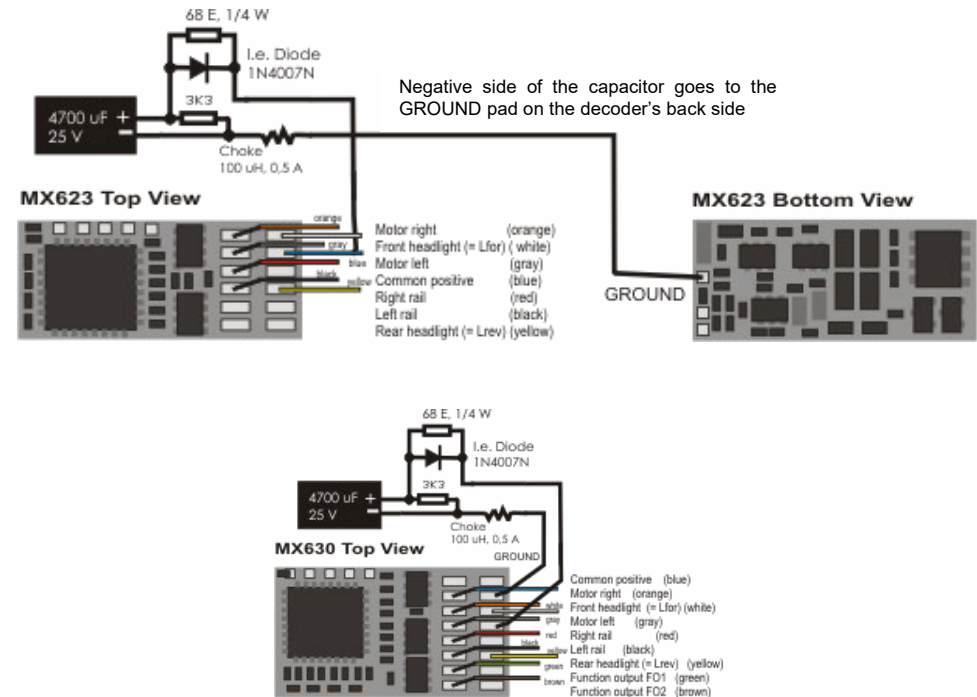 68 E, 1/4 W
I.e. Diode
1N4007N
3K3
4700 uF +
25 V
Choke
100 uH, 0,5 A
Negative side of the capacitor goes to the
GROUND pad on the decoder's back side
MX623 Top View
MX623 Bottom View
orange
gray
blue
black
yellow
Motor right (orange)
Front headlight (= Lfor) ( white)
Motor left (gray)
Common positive (blue)
Right rail (red)
Left rail (black)
Rear headlight (= Lrev) (yellow)
GROUND
68 E, 1/4 W
I.e. Diode
1N4007N
3K3
4700 uF +
25 V
Choke
100 uH, 0,5 A
GROUND
MX630 Top View
white
gray
red
black
yellow
green
brown
Common positive (blue)
Motor right (orange)
Front headlight (= Lfor) (white)
Motor left (gray)
Right rail (red)
Left rail (black)
Rear headlight (= Lrev) (yellow)
Function output FO1 (green)
Function output FO2 (brown)